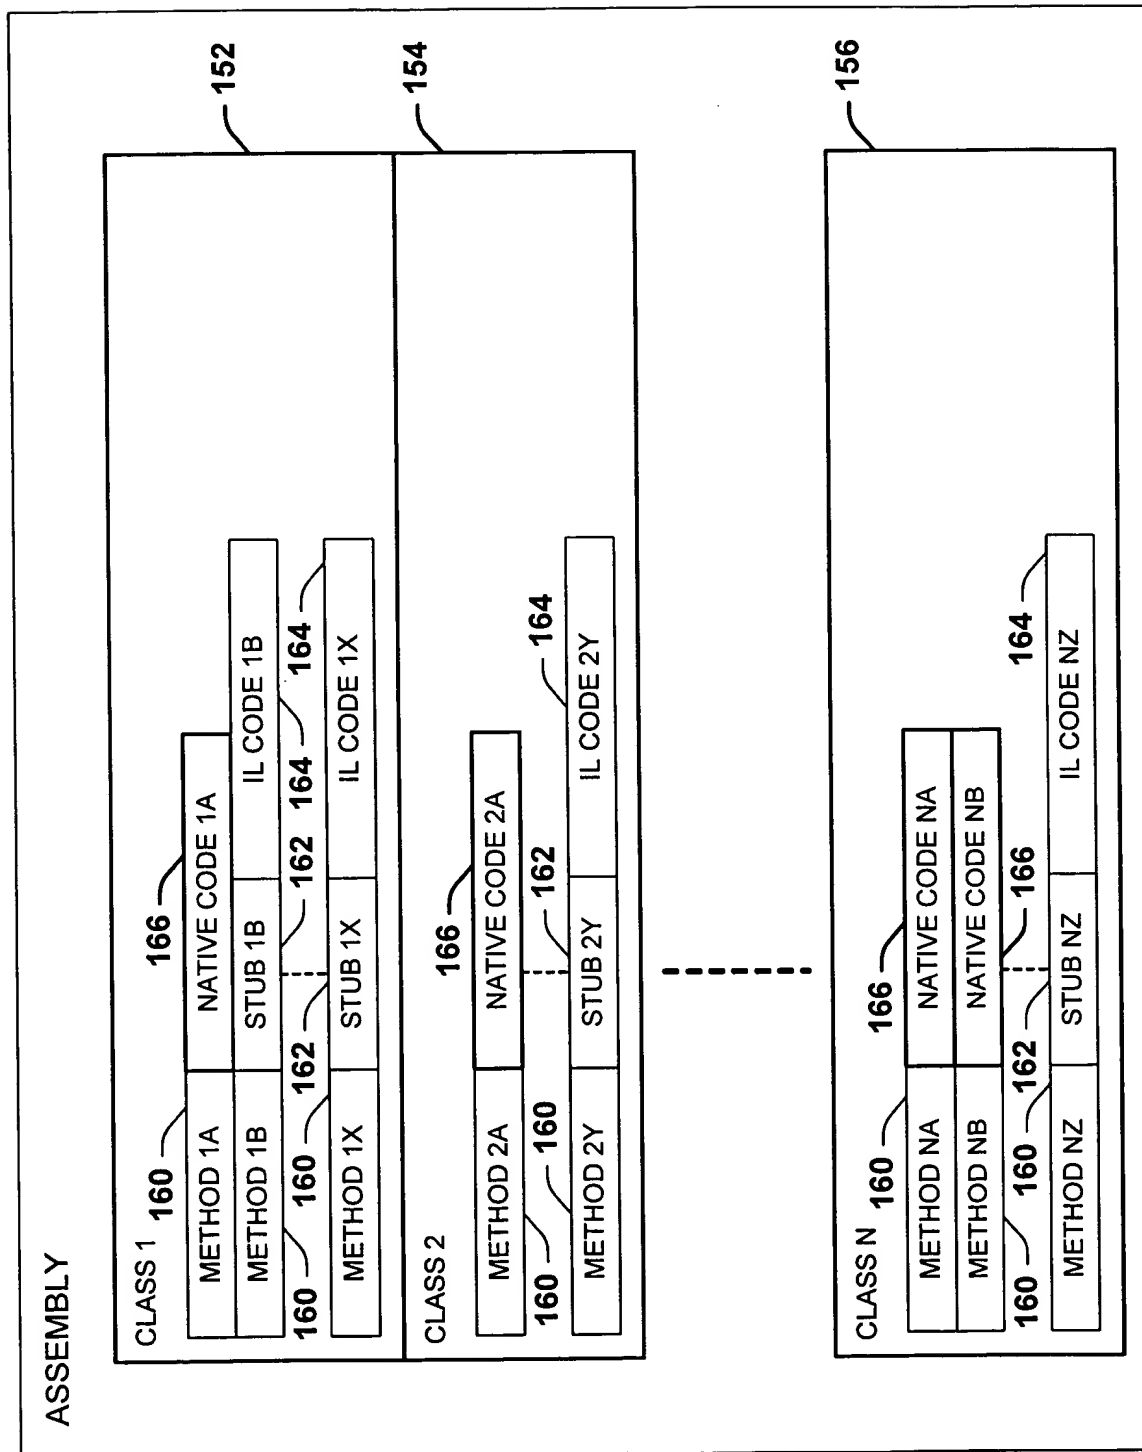 ASSEMBLY
CLASS 1
152
160
166
METHOD 1A NATIVE CODE 1A
METHOD 1B STUB 1B IL CODE 1B
160 162 164
160 162 164
METHOD 1X STUB 1X IL CODE 1X
CLASS 2
154
166
METHOD 2A NATIVE CODE 2A
160 160 162 164
METHOD 2Y STUB 2Y IL CODE 2Y
CLASS N
156
160 166
METHOD NA NATIVE CODE NA
METHOD NB NATIVE CODE NB
160 166
160 162 164
METHOD NZ STUB NZ IL CODE NZ